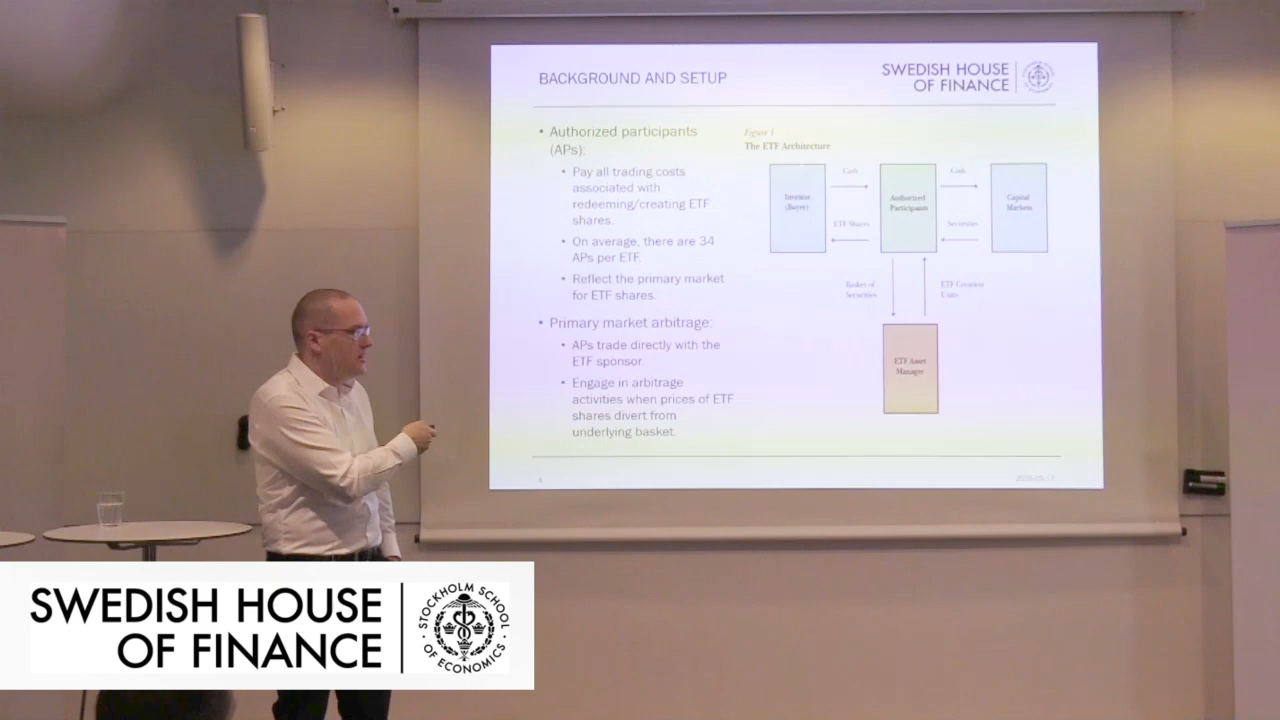 BACKGROUND AND SETUP
SWEDISH HOUSE
OF FINANCE
• Authorized participants
(APs):
• Pay all trading costs
associated with
redeeming/creating ETF
shares.
• On average, there are 34
APs per ETF.
• Reflect the primary market
for ETF shares.
• Primary market arbitrage:
• APs trade directly with the
ETF sponsor.
• Engage in arbitrage
activities when prices of ETF
shares divert from
underlying basket.
Figure 1
The ETF Architecture
Investor
(Buyer)
Cash
ETF Shares
Authorized
Participants
Cash
Securities
Capital
Markets
Basket of
Securities
ETF Creation
Units
ETF Asset
Manager
4
SWEDISH HOUSE
OF FINANCE
STOCKHOLM SCHOOL
OF ECONOMICS